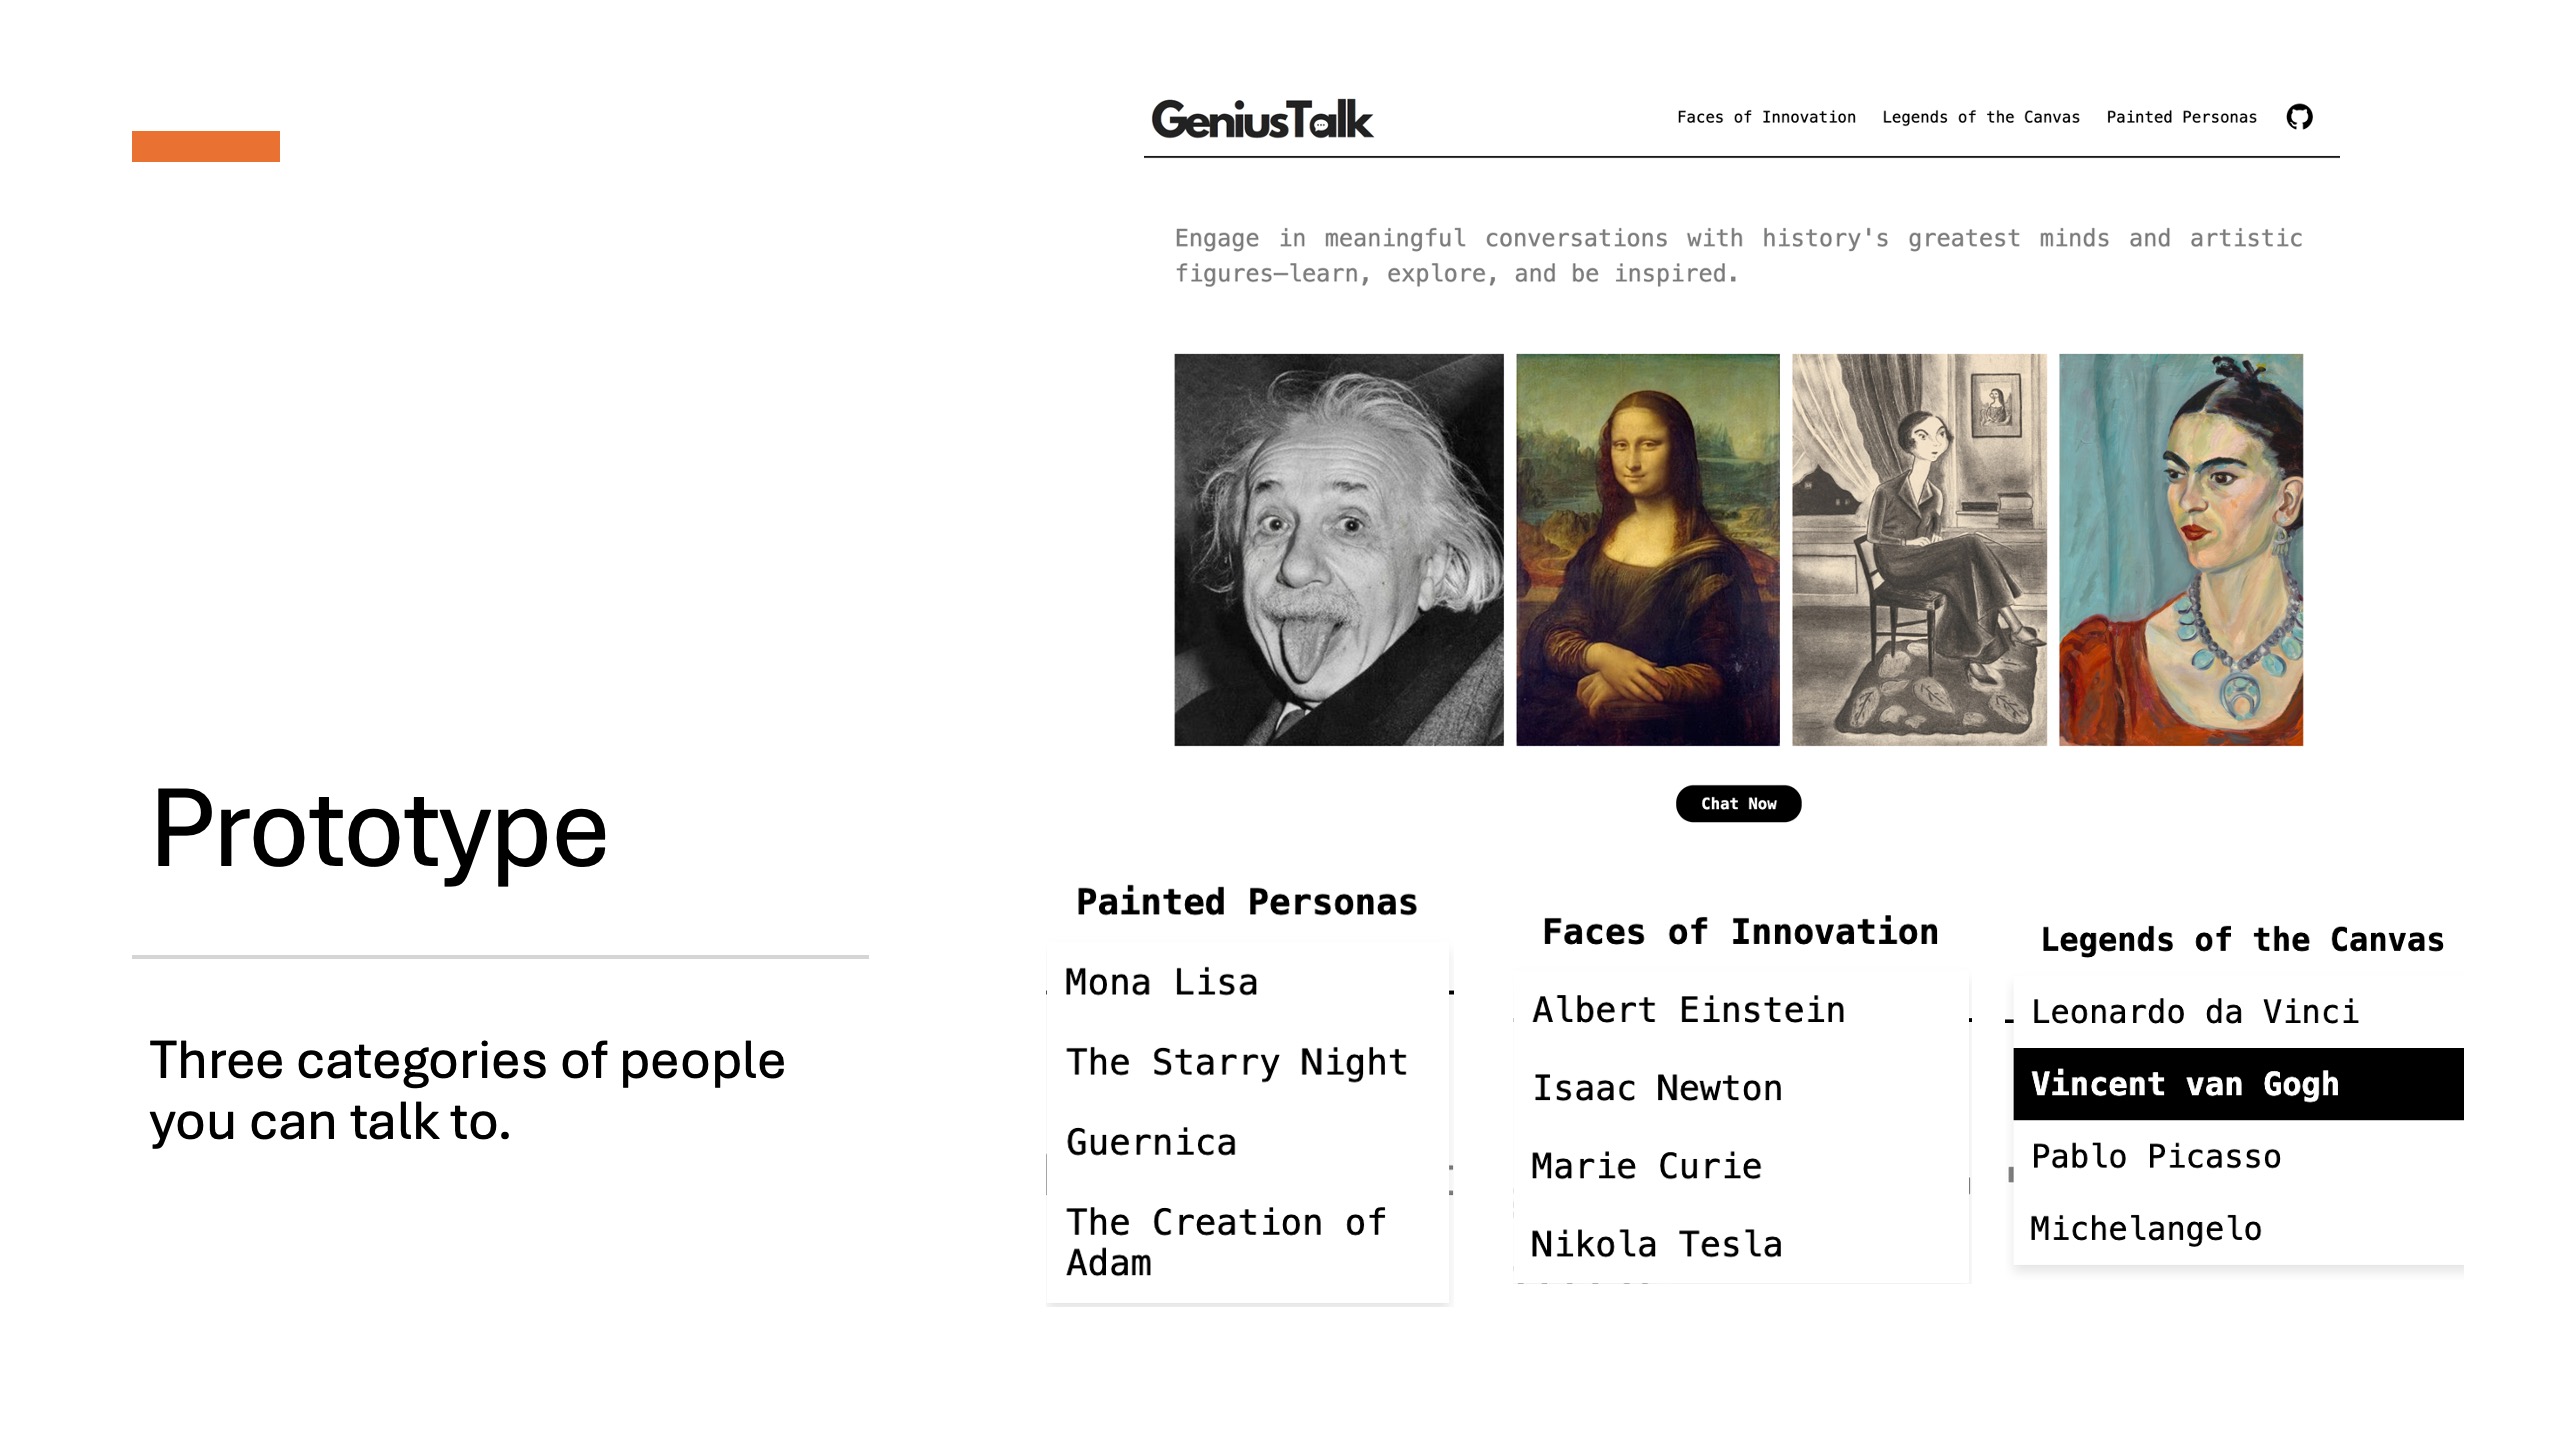 GeniusTalk
Faces of Innovation Legends of the Canvas Painted Personas
Engage in meaningful conversations with history's greatest minds and artistic
figures—learn, explore, and be inspired.
Chat Now
Prototype
Three categories of people
you can talk to.
Painted Personas
Mona Lisa
The Starry Night
Guernica
The Creation of
Adam
Faces of Innovation
Albert Einstein
Isaac Newton
Marie Curie
Nikola Tesla
Legends of the Canvas
Leonardo da Vinci
Vincent van Gogh
Pablo Picasso
Michelangelo